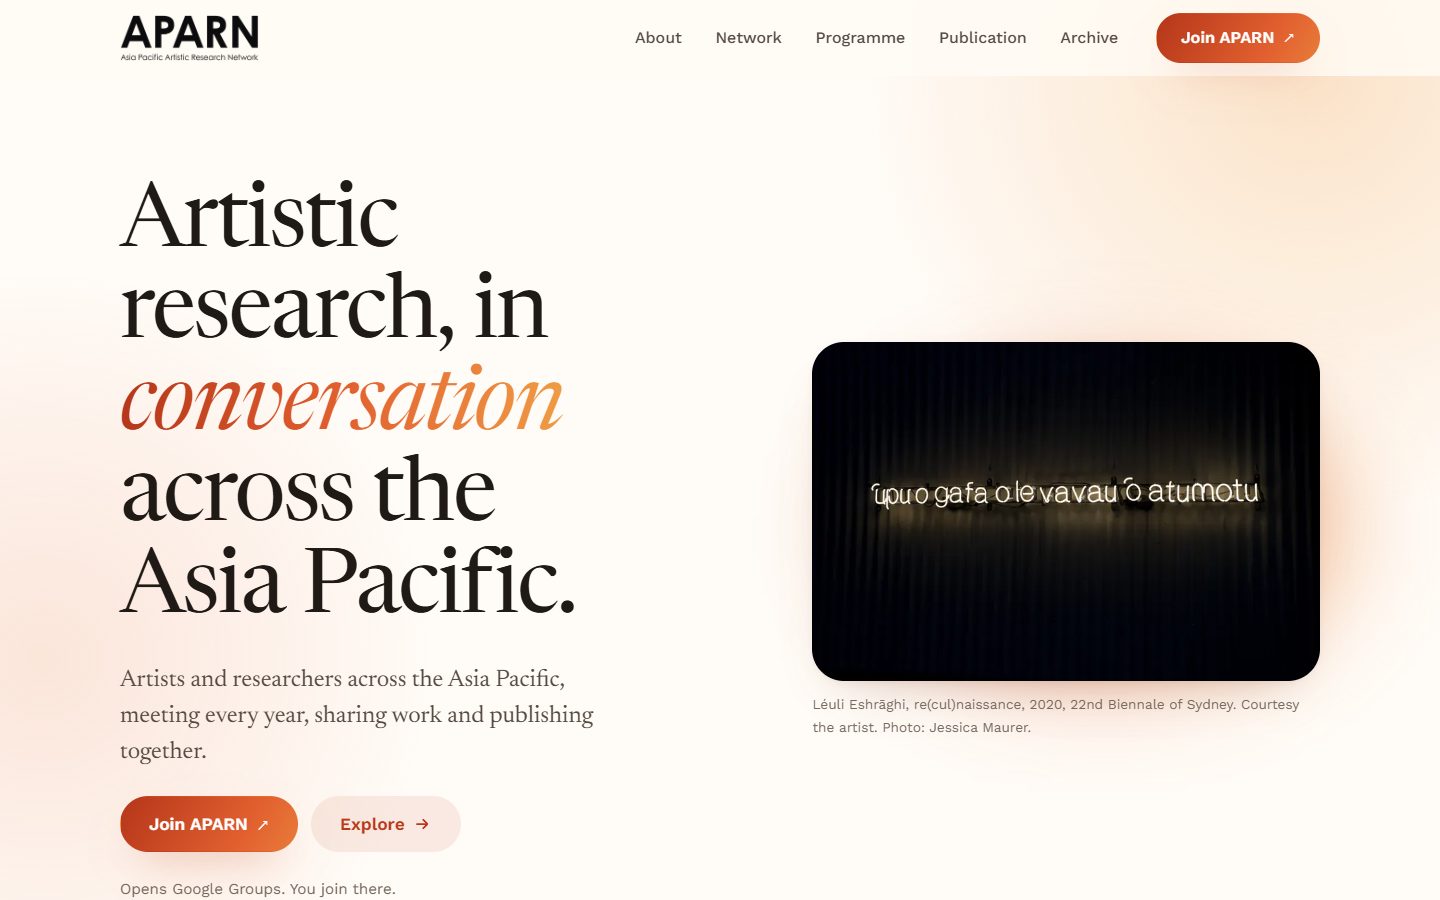 APARN
Asia Pacific Artistic Research Network
About
Network
Programme
Publication
Archive
Join APARN ↗
Artistic
research, in
conversation
across the
Asia Pacific.
Artists and researchers across the Asia Pacific,
meeting every year, sharing work and publishing
together.
Join APARN ↗
Explore →
Opens Google Groups. You join there.
ʻupu o gafa o le vavau ʻō atumotu
Léuli Eshrāghi, re(cul)naissance, 2020, 22nd Biennale of Sydney. Courtesy
the artist. Photo: Jessica Maurer.